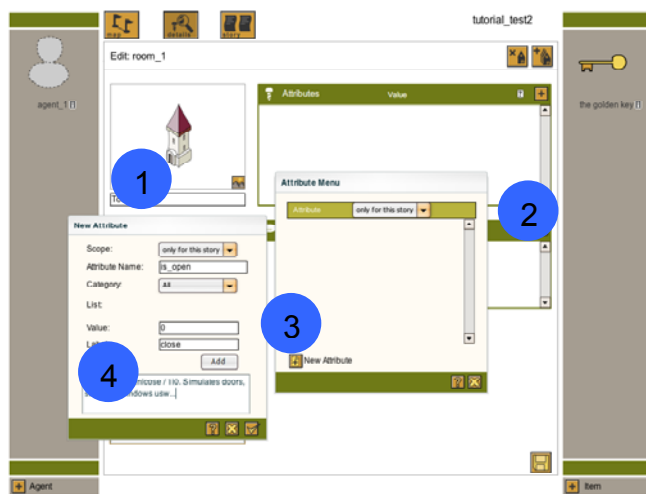 tutorial_test2
map
details
story
Edit: room_1
agent_1
the golden key
Attributes Value
?
1
2
3
4
Attribute Menu
Attribute only for this story
New Attribute
New Attribute
Scope: only for this story
Attribute Name: is_open
Category: All
List:
Value: 0
close
Add
/ TID. Simulates doors,
usw...
?
?
Agent
Item